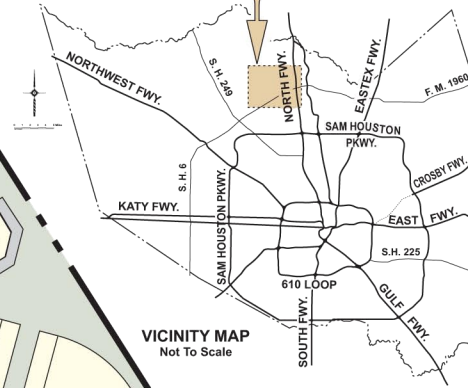 NORTHWEST FWY.
S. H. 249
NORTH FWY.
EASTEX FWY.
F. M. 1960
SAM HOUSTON
PKWY.
S. H. 6
CROSBY FWY.
KATY FWY.
SAM HOUSTON PKWY.
EAST FWY.
S.H. 225
610 LOOP
GULF FWY.
SOUTH FWY.
VICINITY MAP
Not To Scale